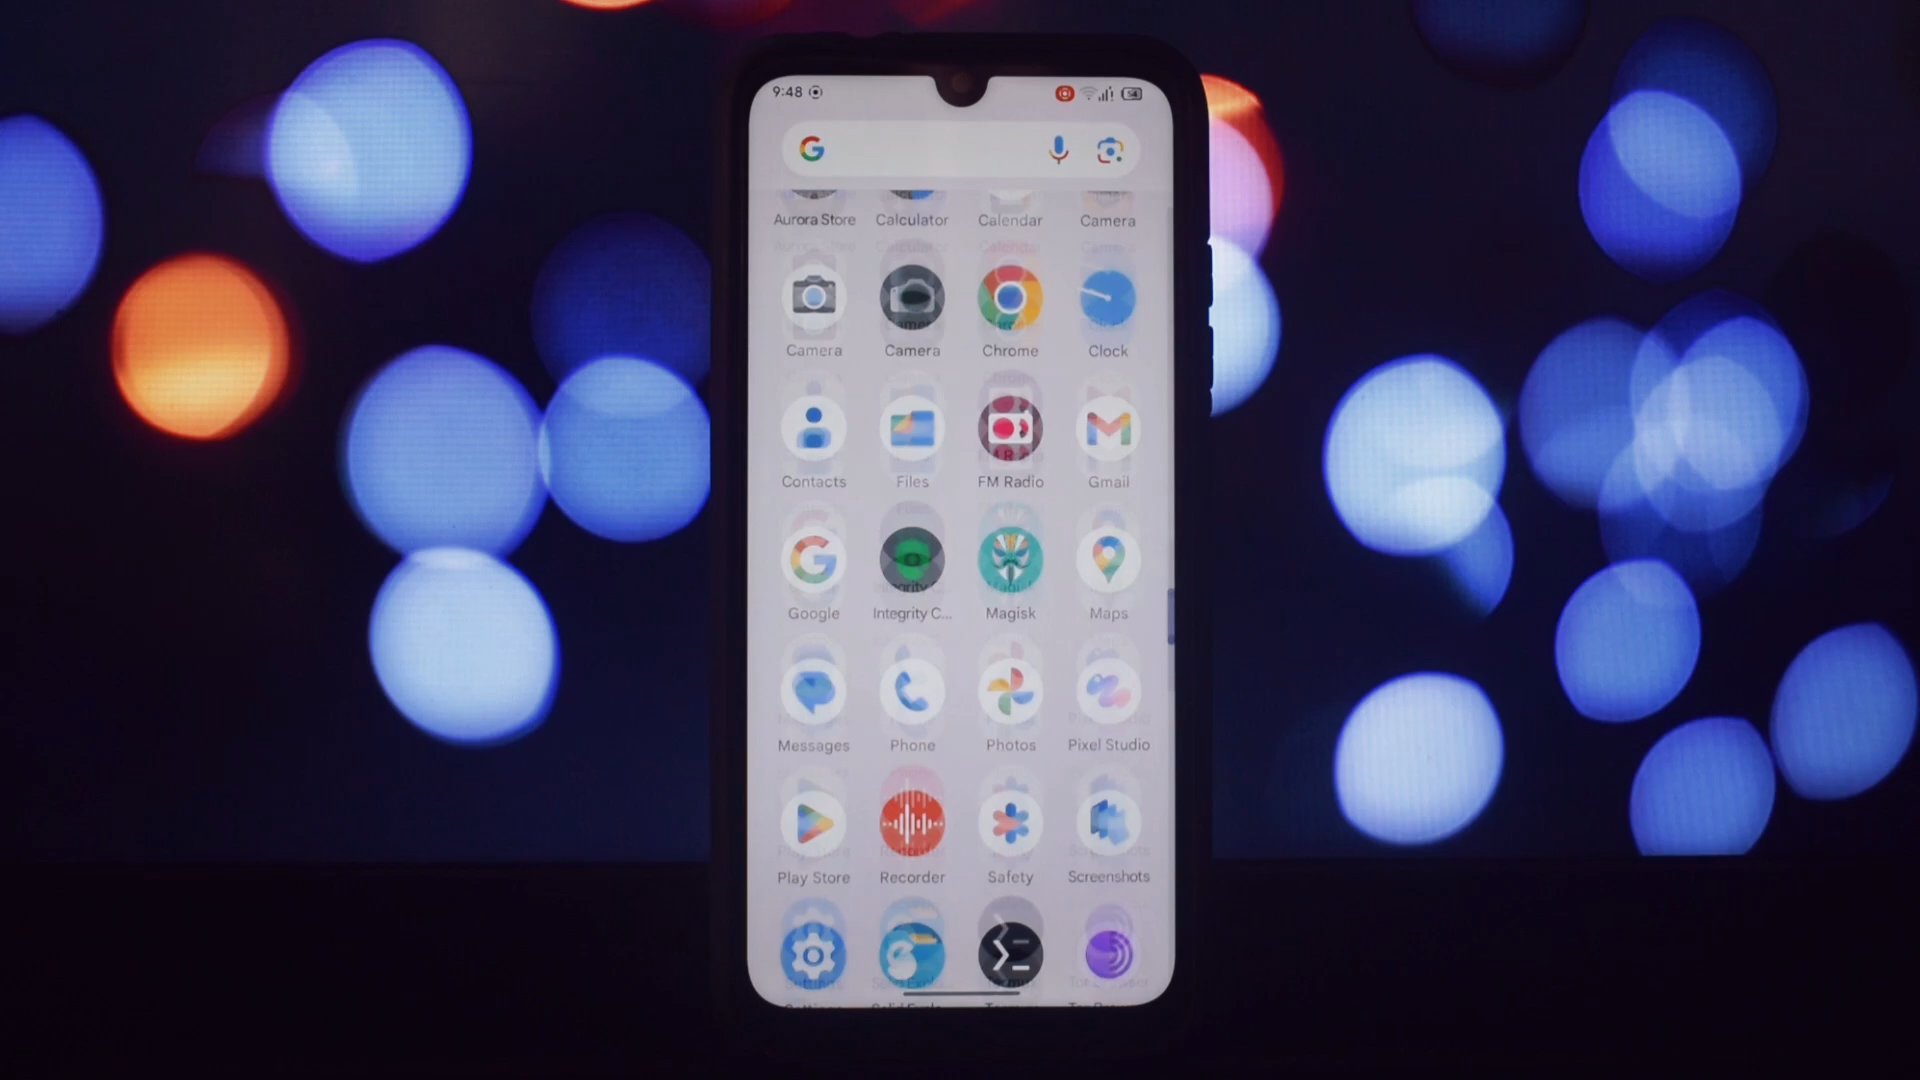 9:48 54
Aurora Store Calculator Calendar Camera
Camera Camera Chrome Clock
Contacts Files FM Radio Gmail
Google Integrity C... Magisk Maps
Messages Phone Photos Pixel Studio
Play Store Recorder Safety Screenshots